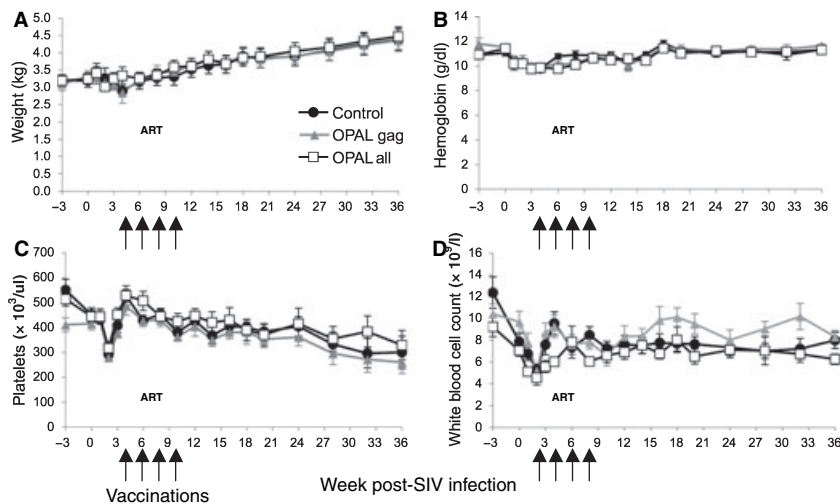 A
Weight (kg)
5.0
4.5
4.0
3.5
3.0
2.5
2.0
1.5
1.0
0.5
0.0
Control
OPAL gag
OPAL all
ART
−3 0 3 6 9 12 15 18 21 24 27 30 33 36
B
Hemoglobin (g/dl)
14
12
10
8
6
4
2
0
ART
−3 0 3 6 9 12 15 18 21 24 27 30 33 36
C
Platelets (× 10³/ul)
700
600
500
400
300
200
100
0
ART
−3 0 3 6 9 12 15 18 21 24 27 30 33 36
Vaccinations
D
White blood cell count (× 10⁹/l)
16
14
12
10
8
6
4
2
0
ART
−3 0 3 6 9 12 15 18 21 24 27 30 33 36
Week post-SIV infection